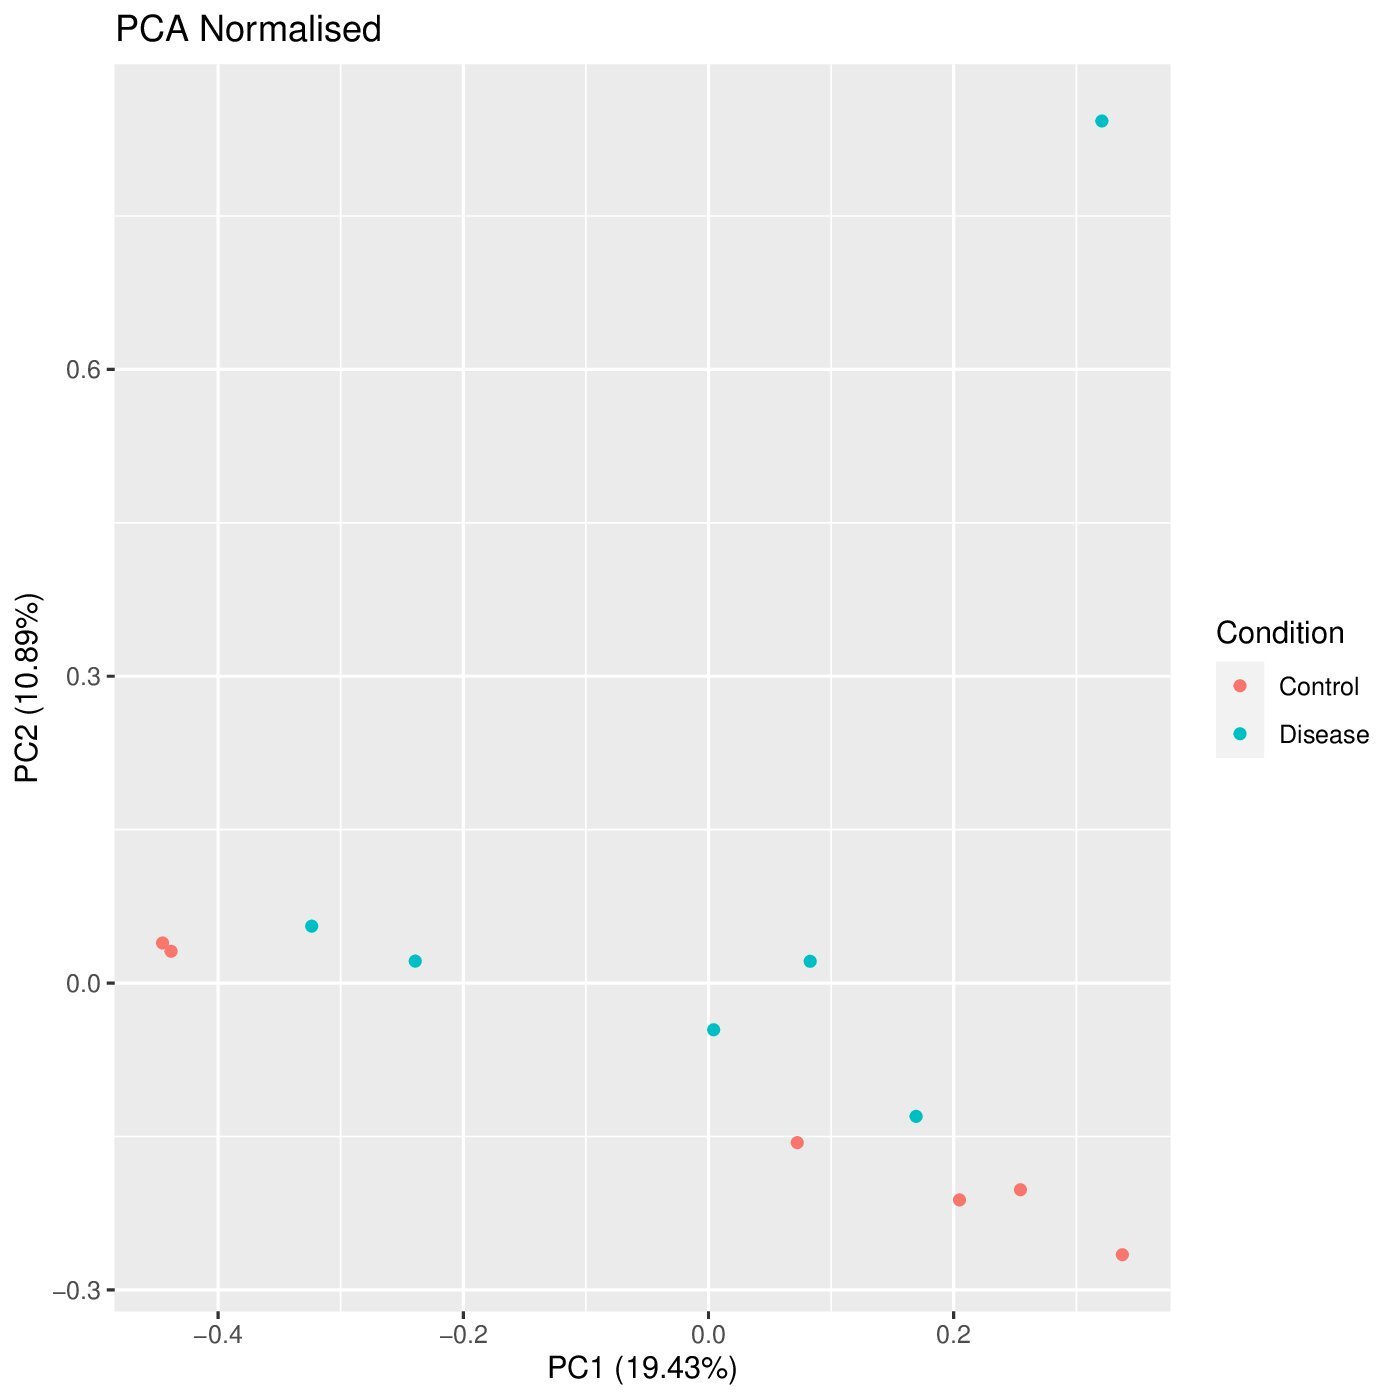 PCA Normalised
0.6
0.3
0.0
−0.3
PC2 (10.89%)
−0.4
−0.2
0.0
0.2
PC1 (19.43%)
Condition
Control
Disease